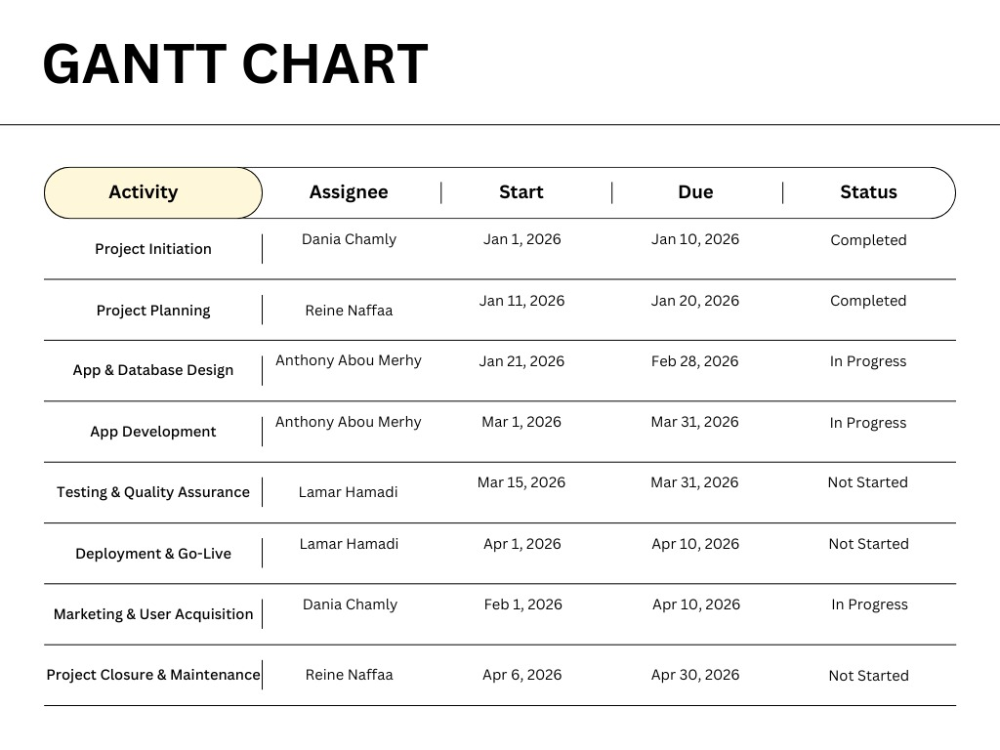 GANTT CHART
Activity Assignee Start Due Status
Project Initiation Dania Chamly Jan 1, 2026 Jan 10, 2026 Completed
Project Planning Reine Naffaa Jan 11, 2026 Jan 20, 2026 Completed
App & Database Design Anthony Abou Merhy Jan 21, 2026 Feb 28, 2026 In Progress
App Development Anthony Abou Merhy Mar 1, 2026 Mar 31, 2026 In Progress
Testing & Quality Assurance Lamar Hamadi Mar 15, 2026 Mar 31, 2026 Not Started
Deployment & Go-Live Lamar Hamadi Apr 1, 2026 Apr 10, 2026 Not Started
Marketing & User Acquisition Dania Chamly Feb 1, 2026 Apr 10, 2026 In Progress
Project Closure & Maintenance Reine Naffaa Apr 6, 2026 Apr 30, 2026 Not Started